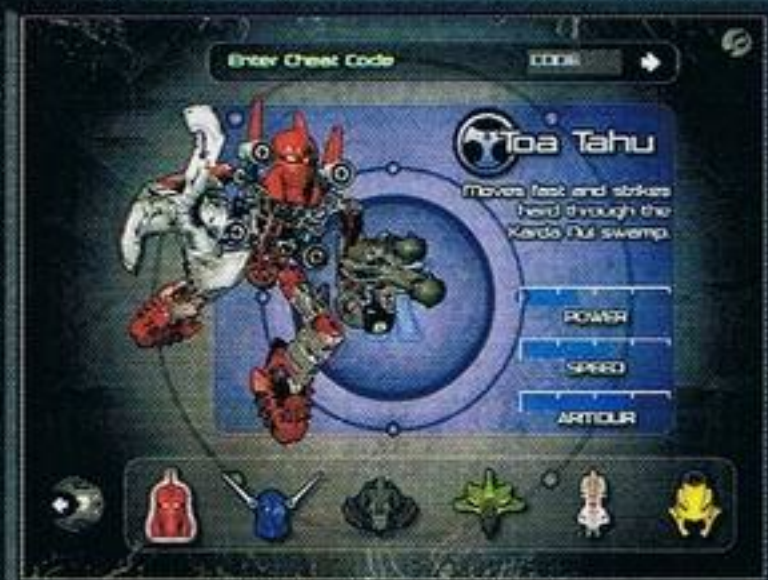 Enter Cheat Code
CODE
Toa Tahu
Moves fast and strikes
hard through the
Karda Nui swamp.
POWER
SPEED
ARMOUR